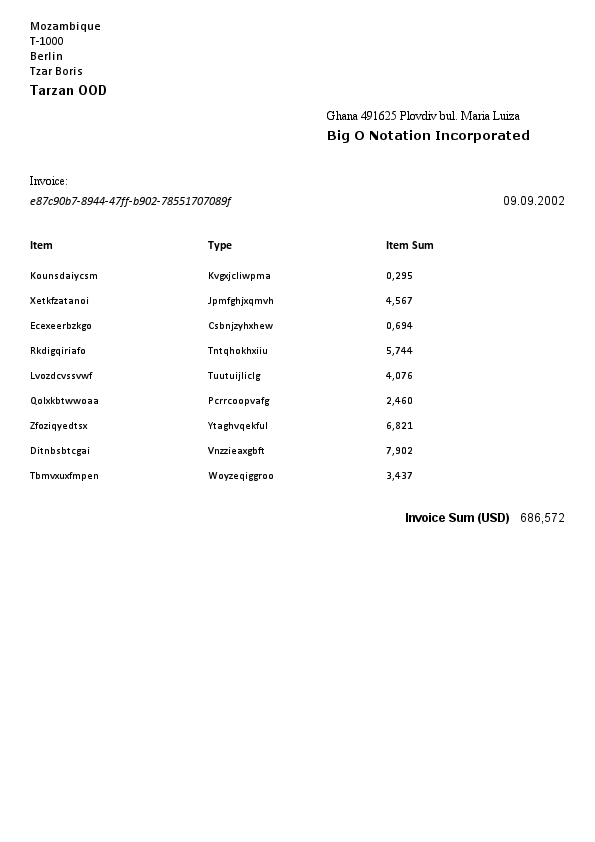 Mozambique
T-1000
Berlin
Tzar Boris
Tarzan OOD
Ghana 491625 Plovdiv bul. Maria Luiza
Big O Notation Incorporated
Invoice:
e87c90b7-8944-47ff-b902-78551707089f 09.09.2002
Item Type Item Sum
Kounsdaiycsm Kvgxjcliwpma 0,295
Xetkfzatanoi Jpmfghjxqmvh 4,567
Ecexeerbzkgo Csbnjzyhxhew 0,694
Rkdigqiriafo Tntqhokhxiiu 5,744
Lvozdcvssvwf Tuutuijliclg 4,076
Qolxkbtwwoaa Pcrrcoopvafg 2,460
Zfoziqyedtsx Ytaghvqekful 6,821
Ditnbsbtcgai Vnzzieaxgbft 7,902
Tbmvxuxfmpen Woyzeqiggroo 3,437
Invoice Sum (USD) 686,572